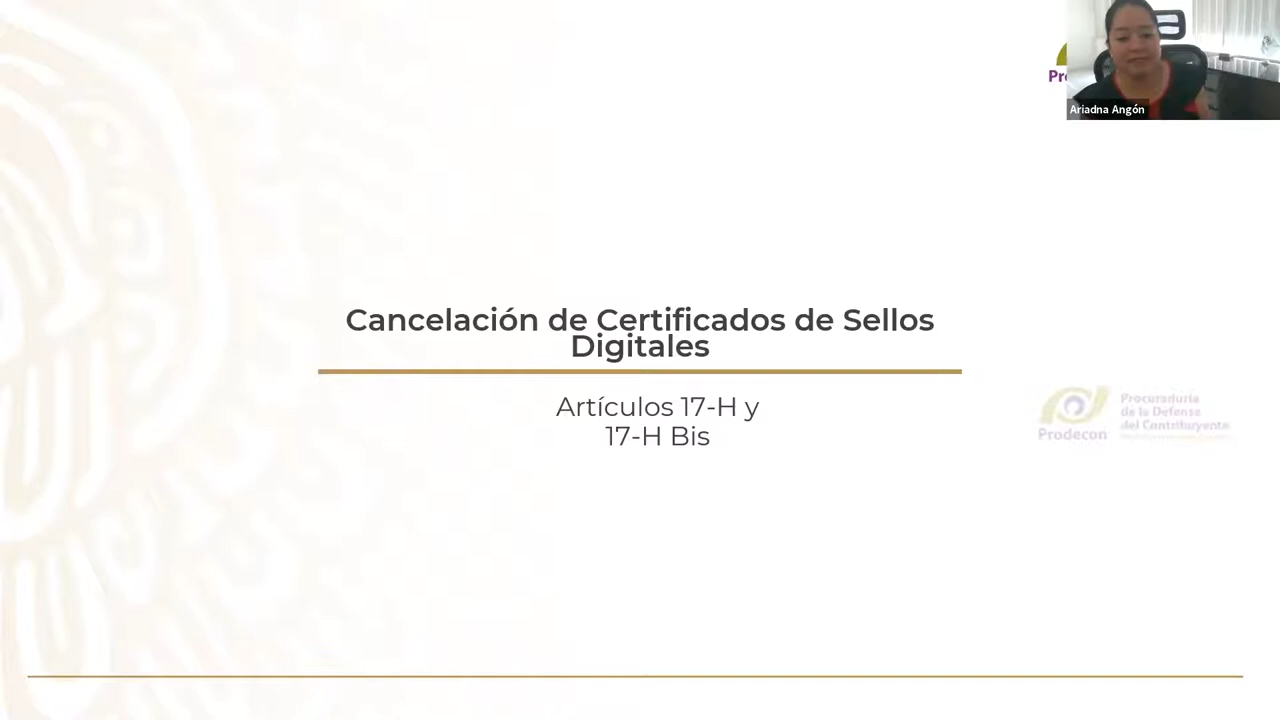 Pro
Ariadna Angón
Cancelación de Certificados de Sellos
Digitales
Artículos 17-H y
17-H Bis
Prodecon
Procuraduría
de la Defensa
del Contribuyente